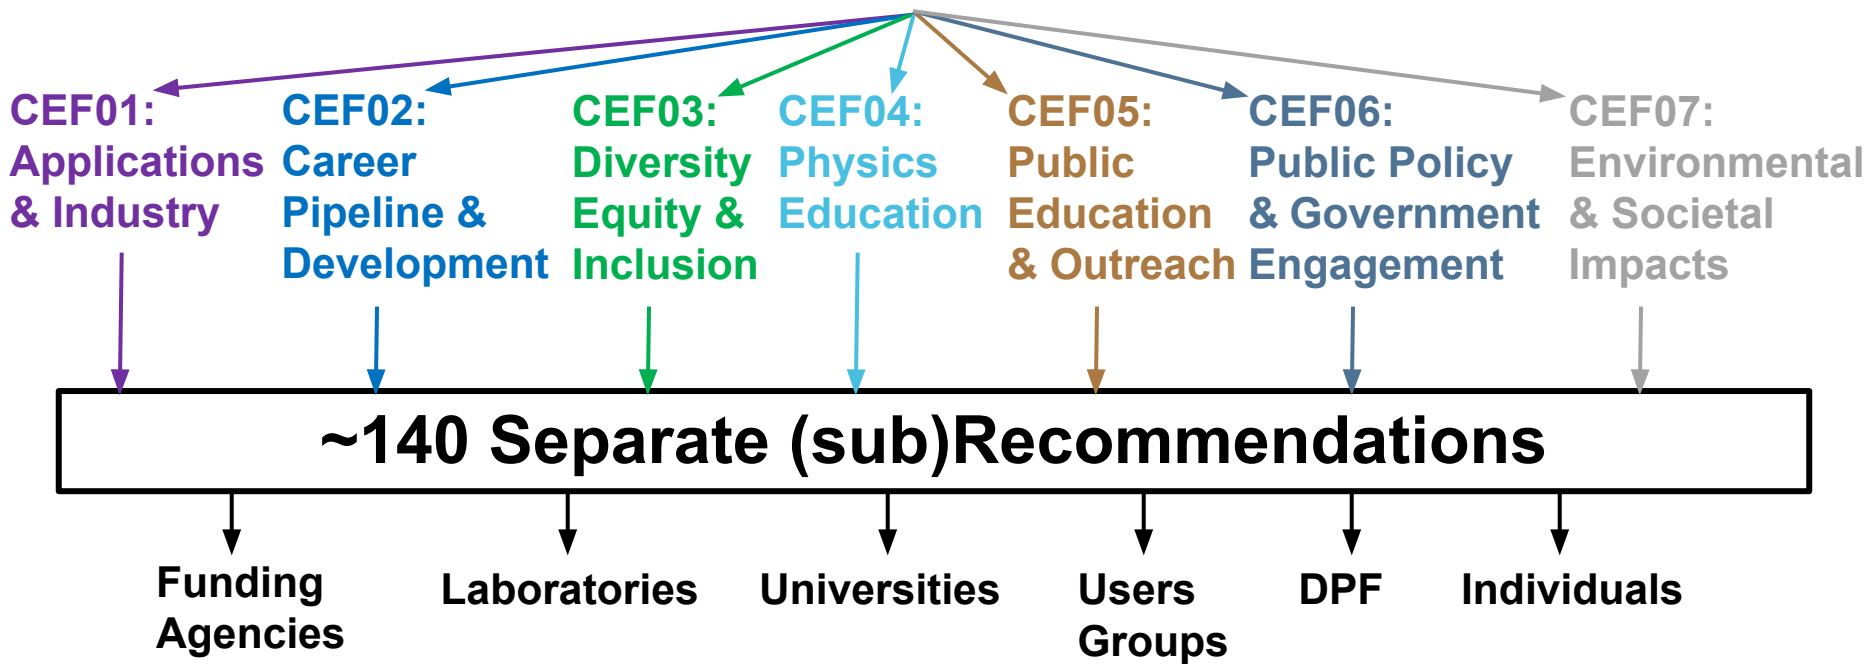 CEF01:
Applications
& Industry
CEF02:
Career
Pipeline &
Development
CEF03:
Diversity
Equity &
Inclusion
CEF04:
Physics
Education
CEF05:
Public
Education
& Outreach
CEF06:
Public Policy
& Government
Engagement
CEF07:
Environmental
& Societal
Impacts
~140 Separate (sub)Recommendations
Funding
Agencies
Laboratories
Universities
Users
Groups
DPF
Individuals